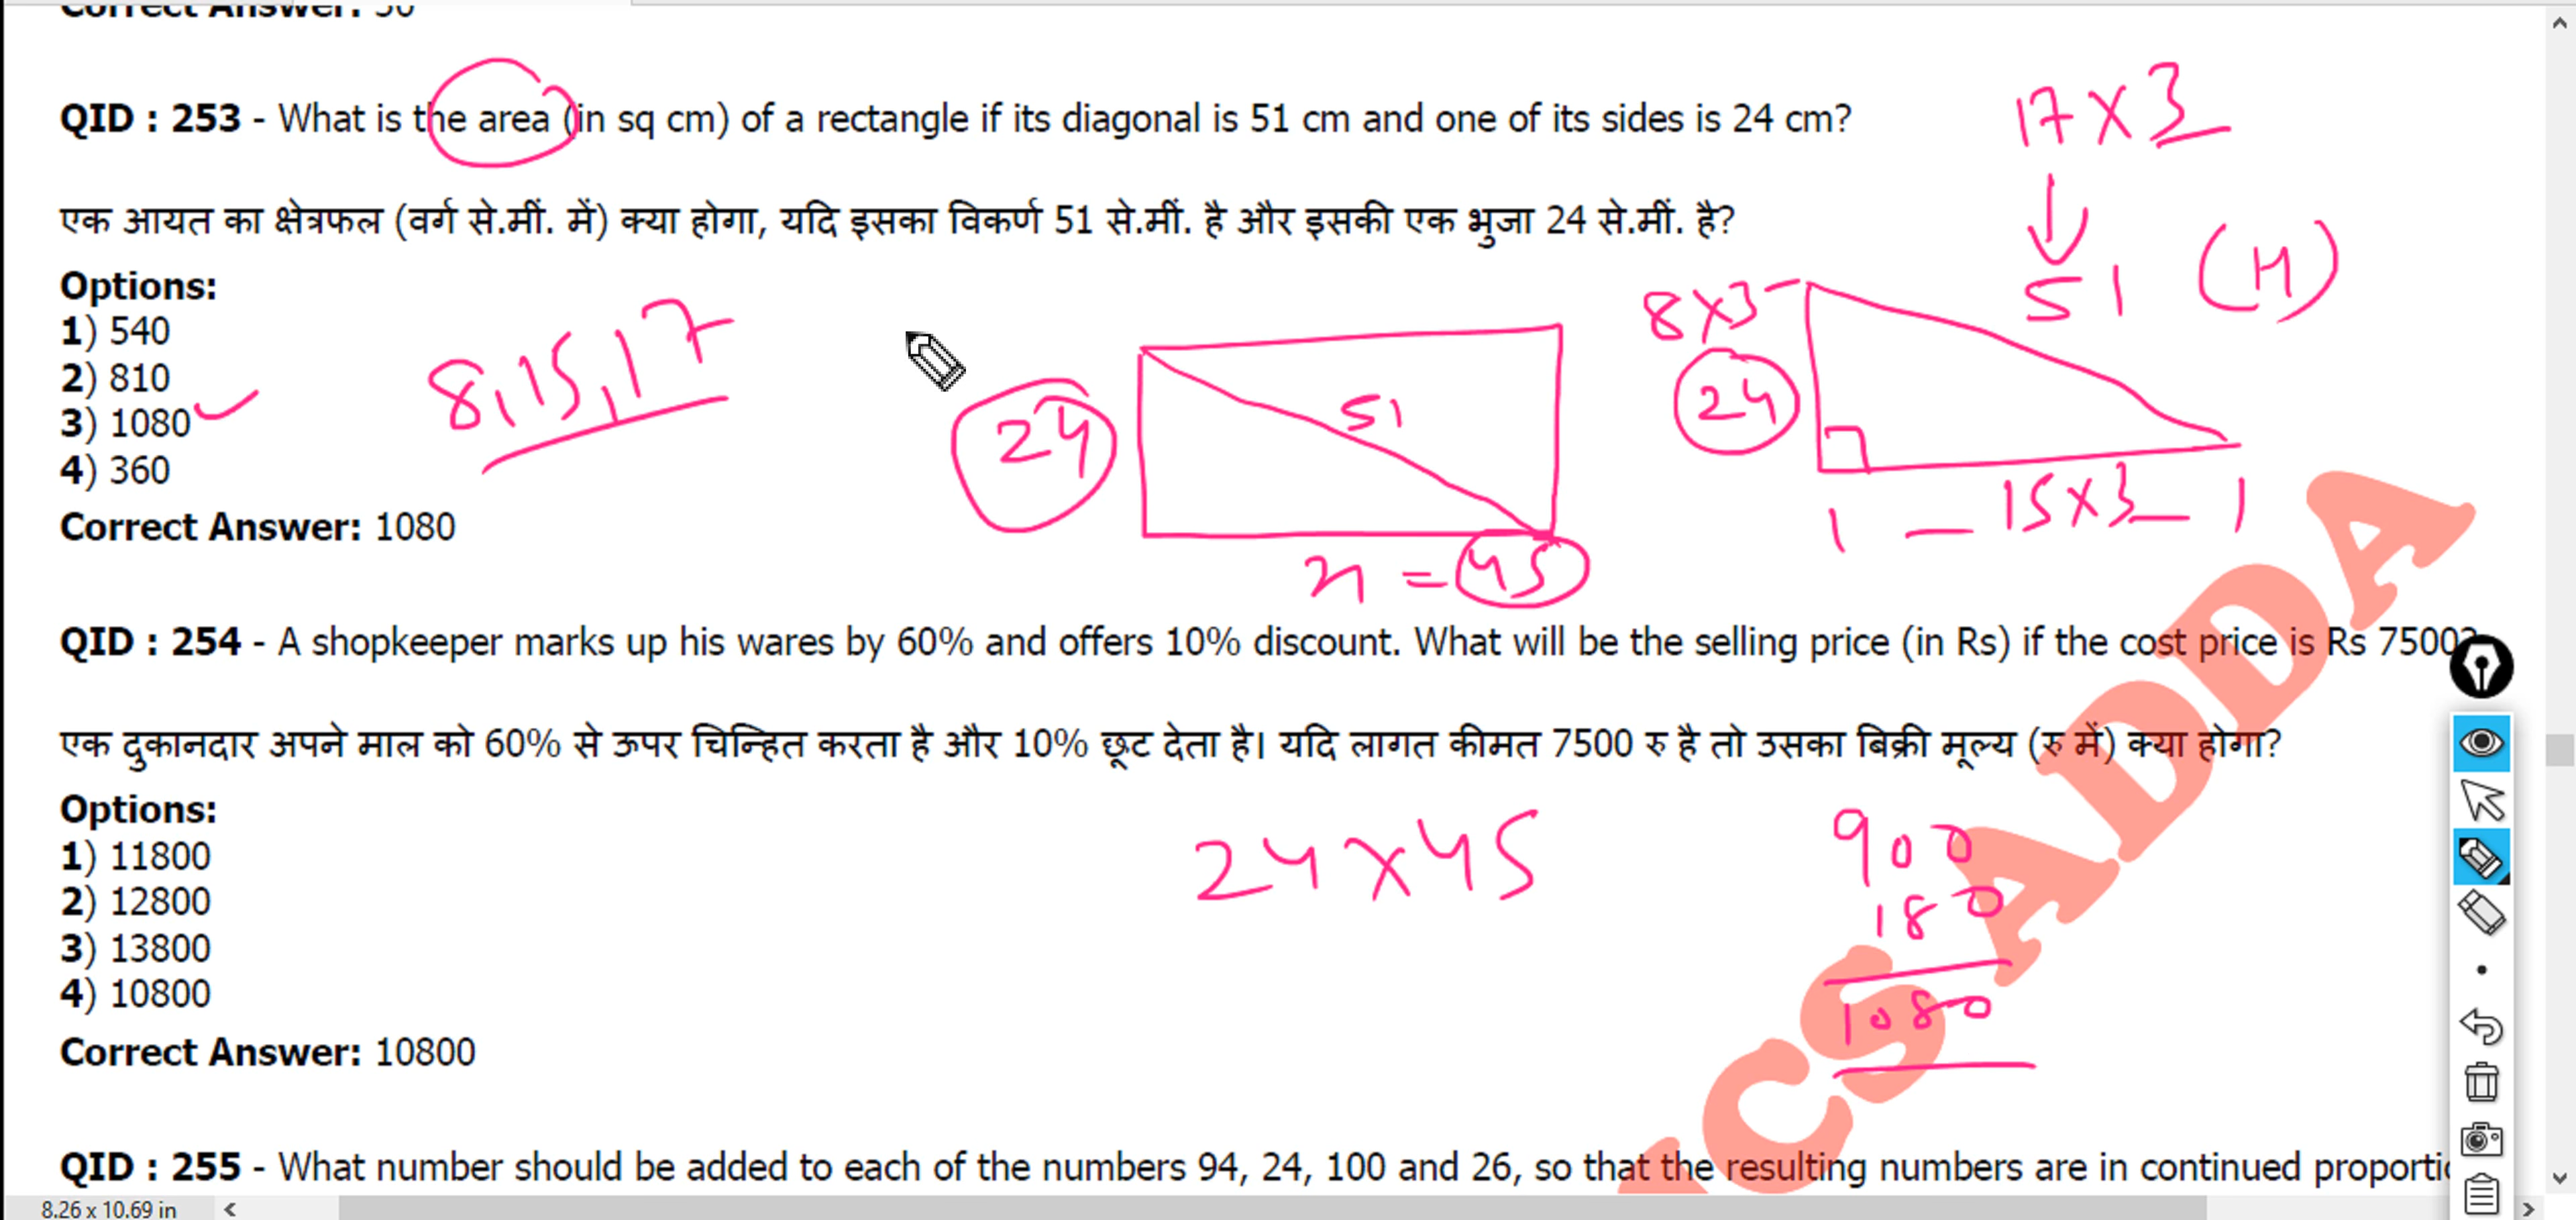 QID : 253 - What is the area (in sq cm) of a rectangle if its diagonal is 51 cm and one of its sides is 24 cm?
17 X 3
एक आयत का क्षेत्रफल (वर्ग से.मीं. में) क्या होगा, यदि इसका विकर्ण 51 से.मीं. है और इसकी एक भुजा 24 से.मीं. है?
51 (H)
Options:
1) 540
2) 810
3) 1080
4) 360
8,15,17
24
51
x = 45
8X3
24
15X3
Correct Answer: 1080
QID : 254 - A shopkeeper marks up his wares by 60% and offers 10% discount. What will be the selling price (in Rs) if the cost price is Rs 7500?
एक दुकानदार अपने माल को 60% से ऊपर चिन्हित करता है और 10% छूट देता है। यदि लागत कीमत 7500 रु है तो उसका बिक्री मूल्य (रु में) क्या होगा?
Options:
1) 11800
2) 12800
3) 13800
4) 10800
24X45
900
180
1080
Correct Answer: 10800
QID : 255 - What number should be added to each of the numbers 94, 24, 100 and 26, so that the resulting numbers are in continued
CS ADDA
8.26 x 10.69 in